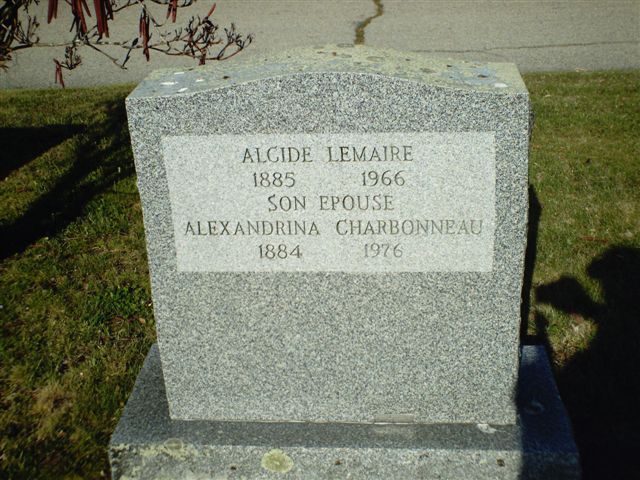 ALCIDE LEMAIRE
1885 1966
SON EPOUSE
ALEXANDRINA CHARBONNEAU
1884 1976